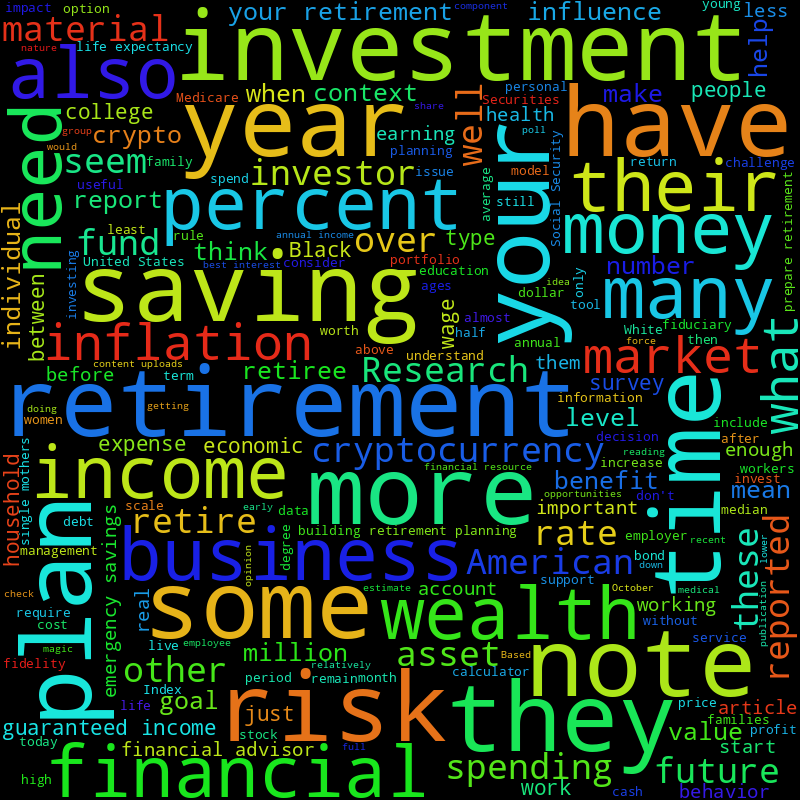 impact
option
your retirement
influence
component
young
less
material
life expectancy
investment
help
nature
also
Medicare
when
context
share
personal
Securities
make
people
college
year
have
need
crypto
earning
well
health
poll
group
would
seem
family
investor
planning
issue
your
model
return
challenge
their
useful
spend
percent
average
still
Social Security
report
individual
least
rule
annual income
over
type
money
fund
think
Black
portfolio
number
prepare retirement
between
United States
best interest
consider
education
idea
only
investing
saving
ages
dollar
tool
many
What
almost
wage
worth
half
annual
White
fiduciary
then
inflation
above
understand
them
force
market
content uploads
before
term
retiree
Research
survey
time
retirement
doing
women
getting
information
level
decision
include
after
enough
expense
economic
cryptocurrency
reading
increase
workers
household
single mothers
income
financial resource
benefit
invest
mean
more
opportunities
don't
median
debt
scale
early
data
important
plan
emergency savings
retire
building retirement planning
rate
employer
recent
management
degree
business
American
bond
down
these
lower
reported
opinion
support
medical
check
estimate
account
October
publication
require
real
some
wealth
working
cost
without
live
employee
Based
service
magic
million
asset
note
fidelity
other
relatively
calculator
period
remain
month
life
Index
goal
risk
they
price
article
just
families
guaranteed income
stock
value
profit
today
financial advisor
full
start
high
financial
spending
future
work
cash
behavior